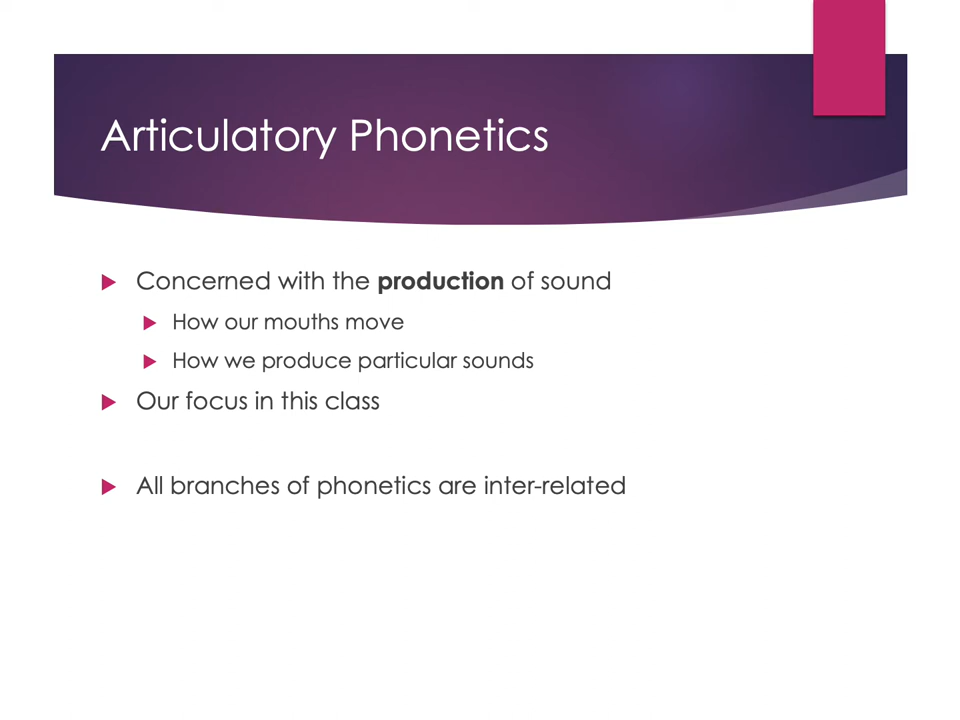 Articulatory Phonetics
Concerned with the production of sound
How our mouths move
How we produce particular sounds
Our focus in this class
All branches of phonetics are inter-related